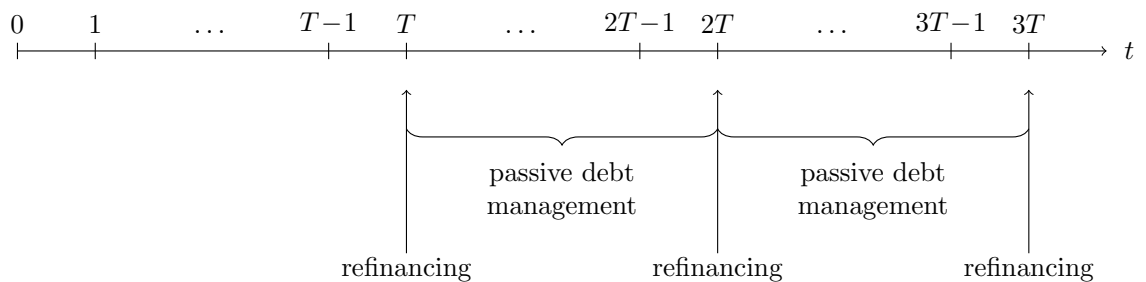 0 1 ... T−1 T ... 2T−1 2T ... 3T−1 3T
t
passive debt passive debt
management management
refinancing refinancing refinancing